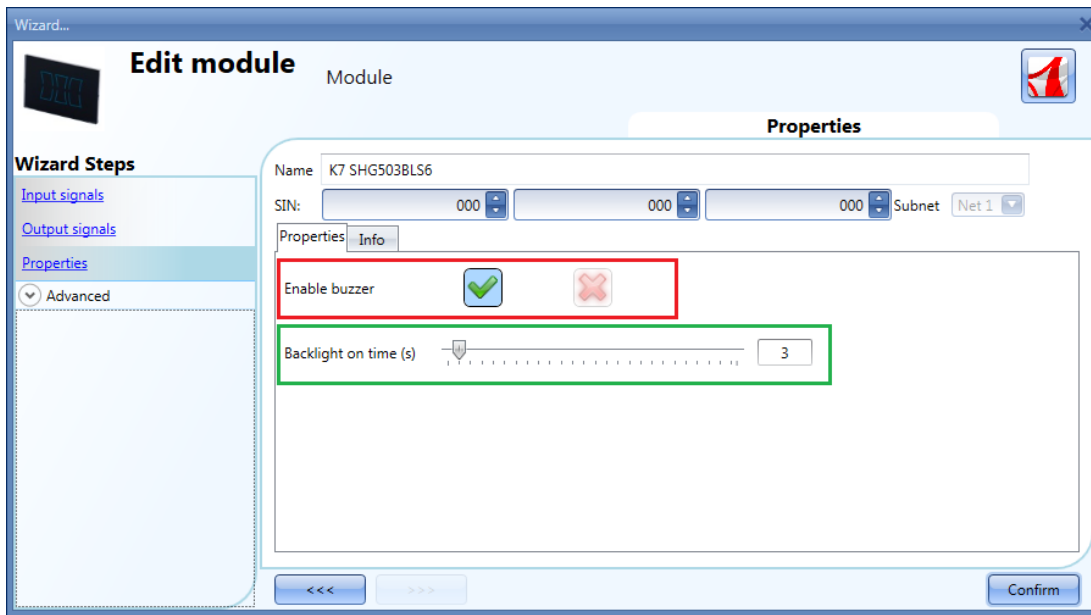 Wizard...
Edit module
Module
Properties
Wizard Steps
Input signals
Output signals
Properties
Advanced
Name K7 SHG503BLS6
SIN: 000 000 000 Subnet Net 1
Properties Info
Enable buzzer
Backlight on time (s) 3
<<< >>> Confirm